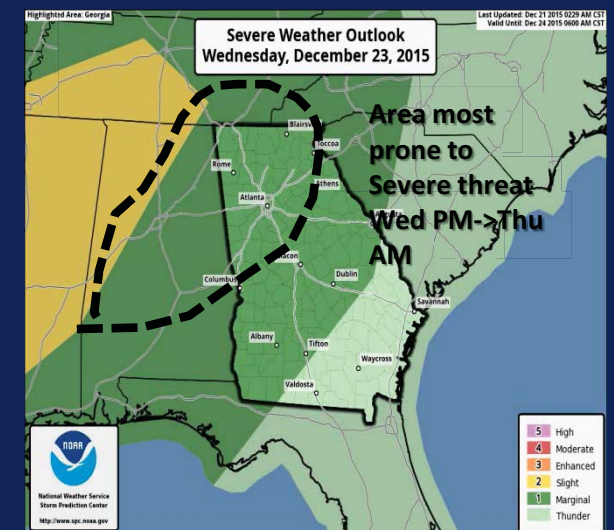 Highlighted Area: Georgia
Severe Weather Outlook
Wednesday, December 23, 2015
Last Updated: Dec 21 2015 0229 AM CST
Valid Until: Dec 24 2015 0600 AM CST
Area most
prone to
Severe threat
Wed PM->Thu
AM
Blairsv
Toccoa
Rome
Athens
Atlanta
Macon
Columbus
Dublin
Savannah
Albany
Tifton
Waycross
Valdosta
NOAA
National Weather Service
Storm Prediction Center
http://www.spc.noaa.gov
5 High
4 Moderate
3 Enhanced
2 Slight
1 Marginal
Thunder